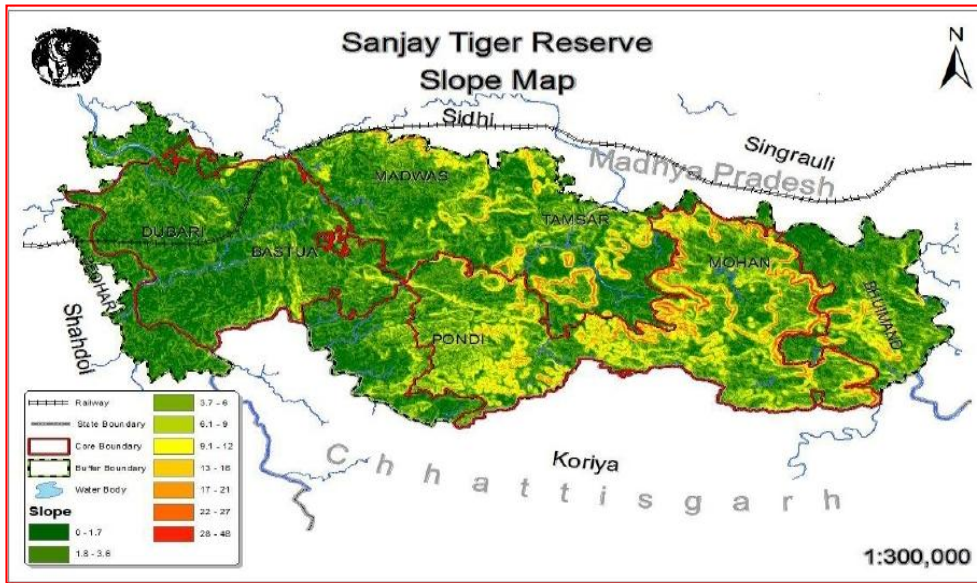 Sanjay Tiger Reserve
Slope Map
N
Sidhi
Singrauli
Madhya Pradesh
MADWAS
TAMSAR
DUBARI
BASTUA
MOHAN
BHUIMAND
Shahdol
PONDI
Koriya
Chhattisgarh
Railway
State Boundary
Core Boundary
Buffer Boundary
Water Body
Slope
0 - 1.7
1.8 - 3.6
3.7 - 6
6.1 - 9
9.1 - 12
13 - 16
17 - 21
22 - 27
28 - 48
1:300,000